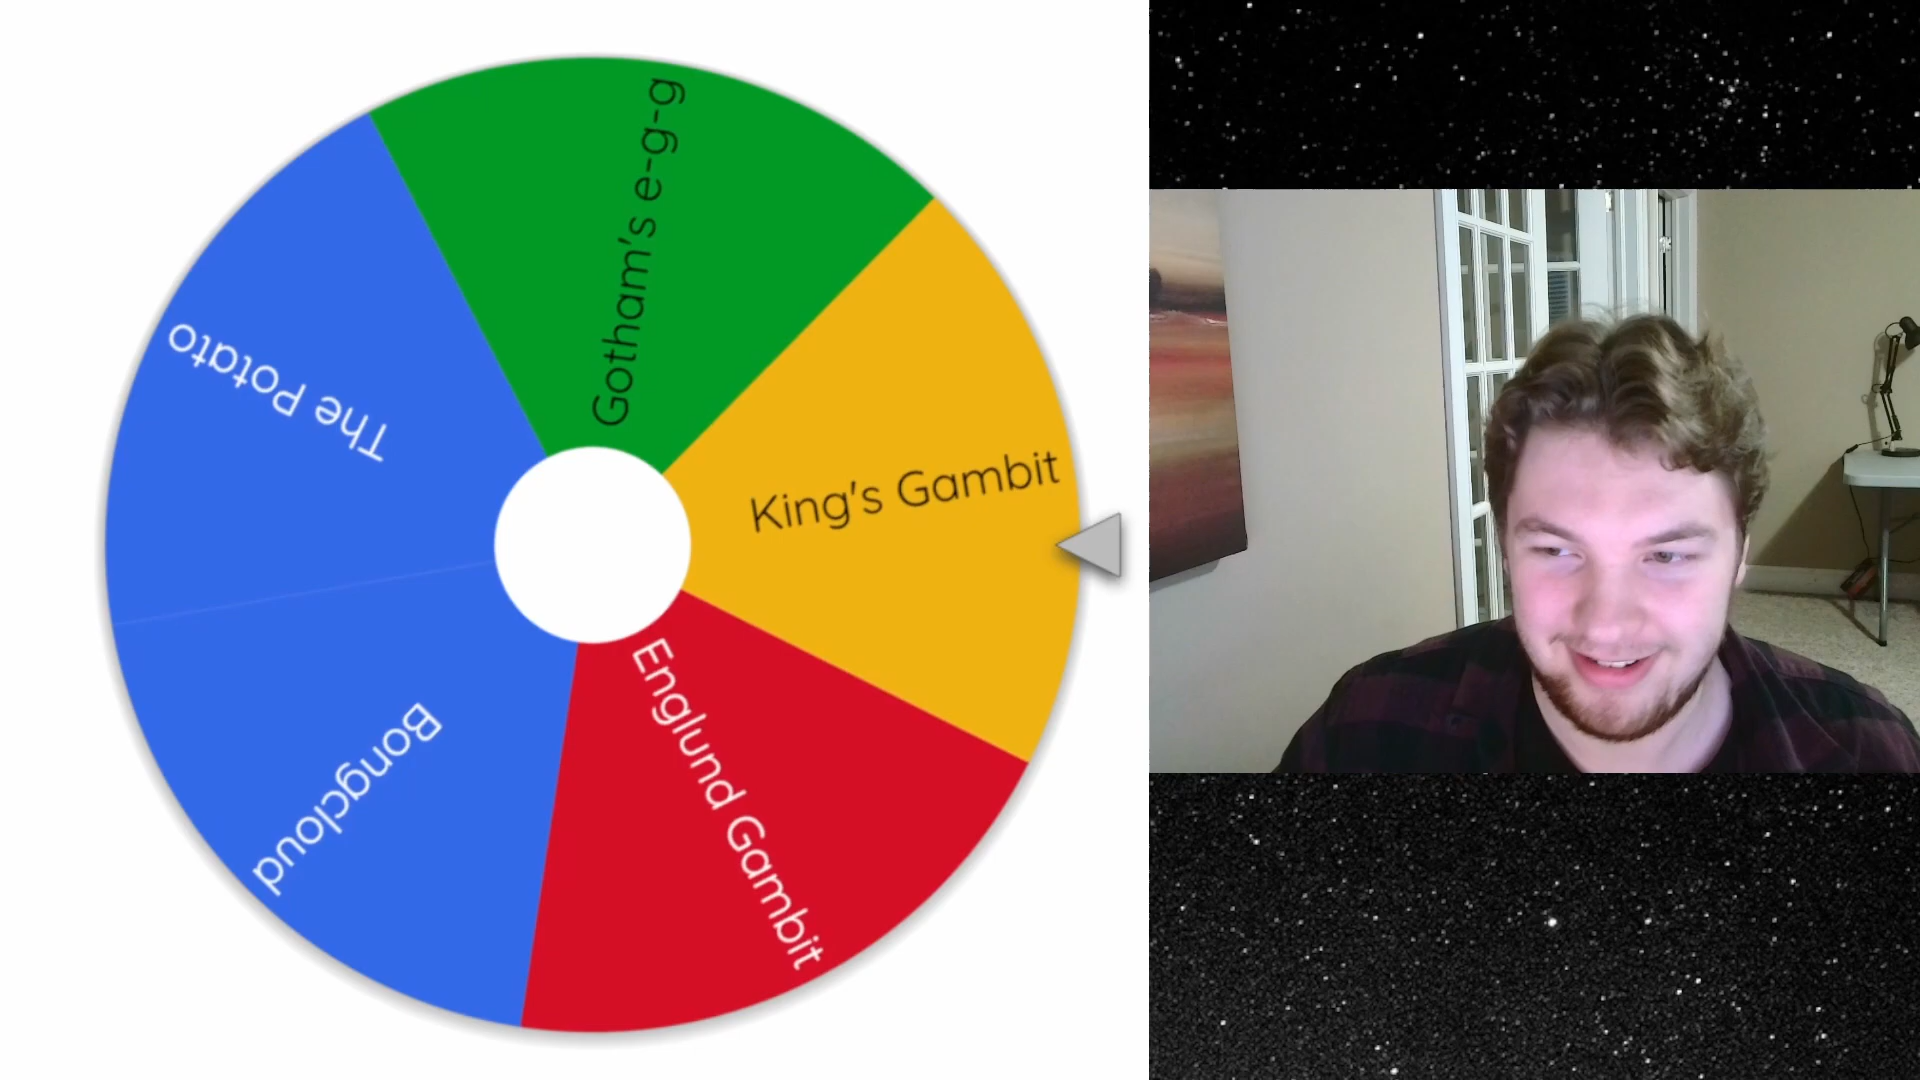 Gotham's e-g-g
King's Gambit
The Potato
Englund Gambit
Bongcloud